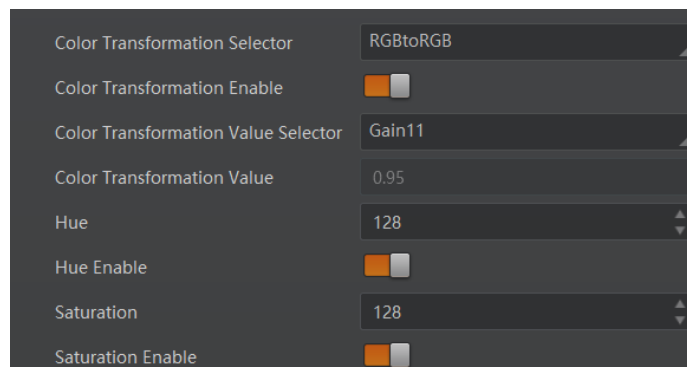 Color Transformation Selector RGBtoRGB
Color Transformation Enable
Color Transformation Value Selector Gain11
Color Transformation Value 0.95
Hue 128
Hue Enable
Saturation 128
Saturation Enable